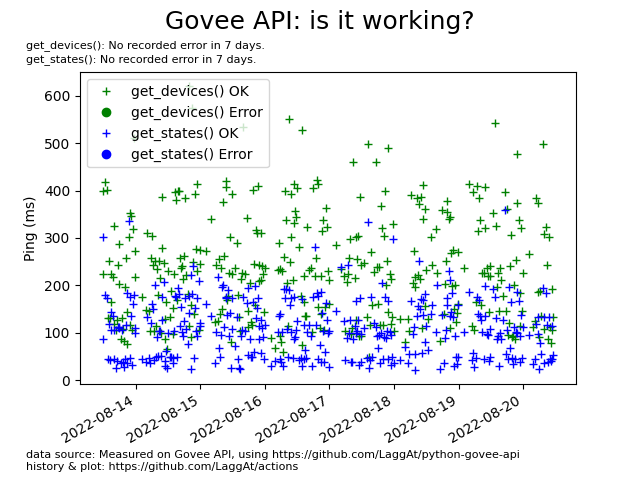 Govee API: is it working?
get_devices(): No recorded error in 7 days.
get_states(): No recorded error in 7 days.
get_devices() OK
get_devices() Error
get_states() OK
get_states() Error
Ping (ms)
600
500
400
300
200
100
0
2022-08-14
2022-08-15
2022-08-16
2022-08-17
2022-08-18
2022-08-19
2022-08-20
data source: Measured on Govee API, using https://github.com/LaggAt/python-govee-api
history & plot: https://github.com/LaggAt/actions